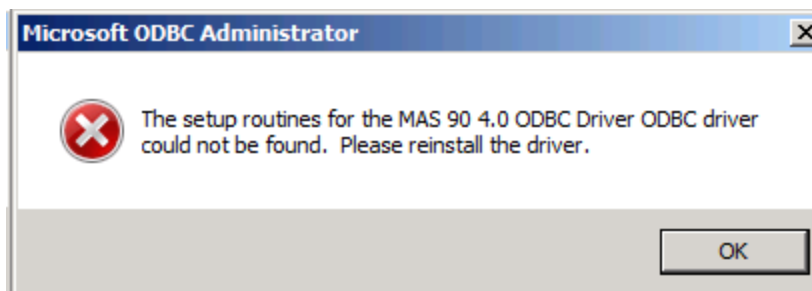 Microsoft ODBC Administrator
The setup routines for the MAS 90 4.0 ODBC Driver ODBC driver
could not be found. Please reinstall the driver.
OK